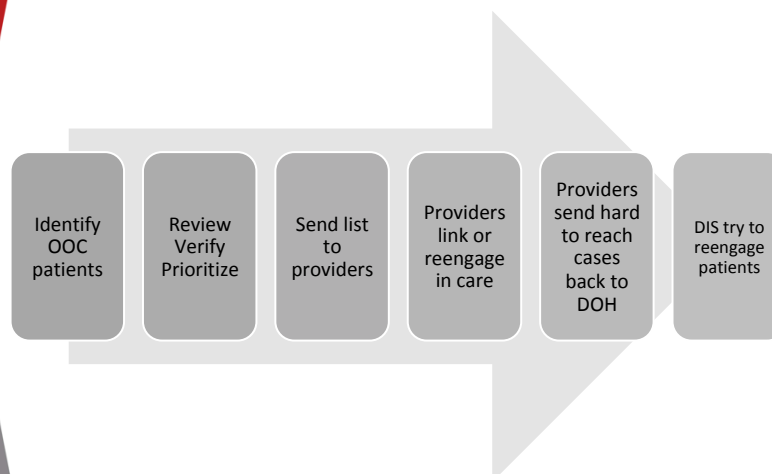 Identify
OOC
patients
Review
Verify
Prioritize
Send list
to
providers
Providers
link or
reengage
in care
Providers
send hard
to reach
cases
back to
DOH
DIS try to
reengage
patients